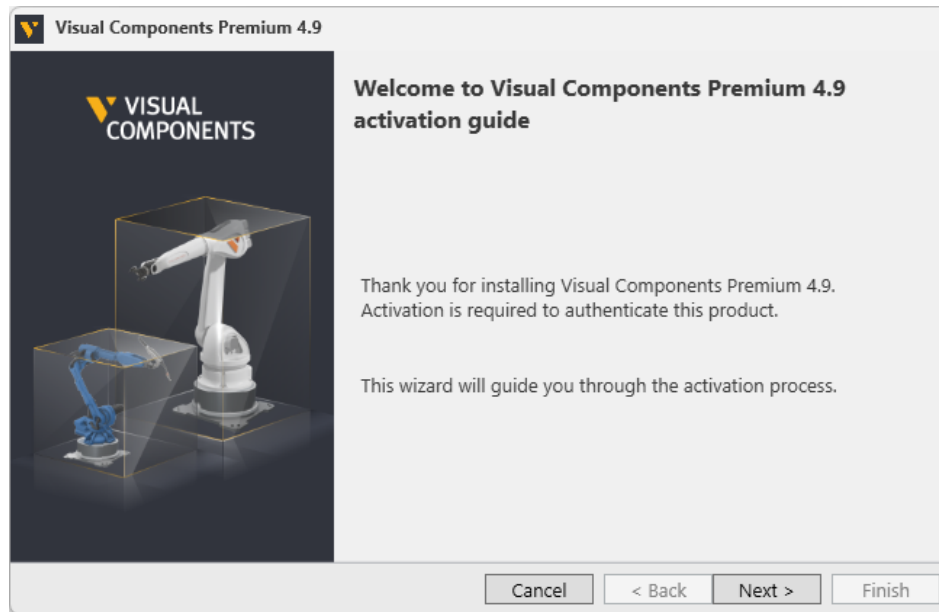 Visual Components Premium 4.9
VISUAL
COMPONENTS
Welcome to Visual Components Premium 4.9
activation guide
Thank you for installing Visual Components Premium 4.9.
Activation is required to authenticate this product.
This wizard will guide you through the activation process.
Cancel
< Back
Next >
Finish